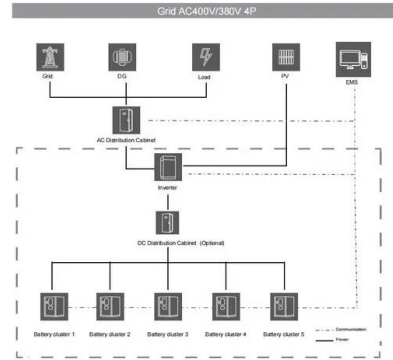 Grid AC400V/380V 4P
Grid
DG
Load
PV
EMS
AC Distribution Cabinet
Inverter
DC Distribution Cabinet (Optional)
Battery cluster 1
Battery cluster 2
Battery cluster 3
Battery cluster 4
Battery cluster 5
Communication
Power